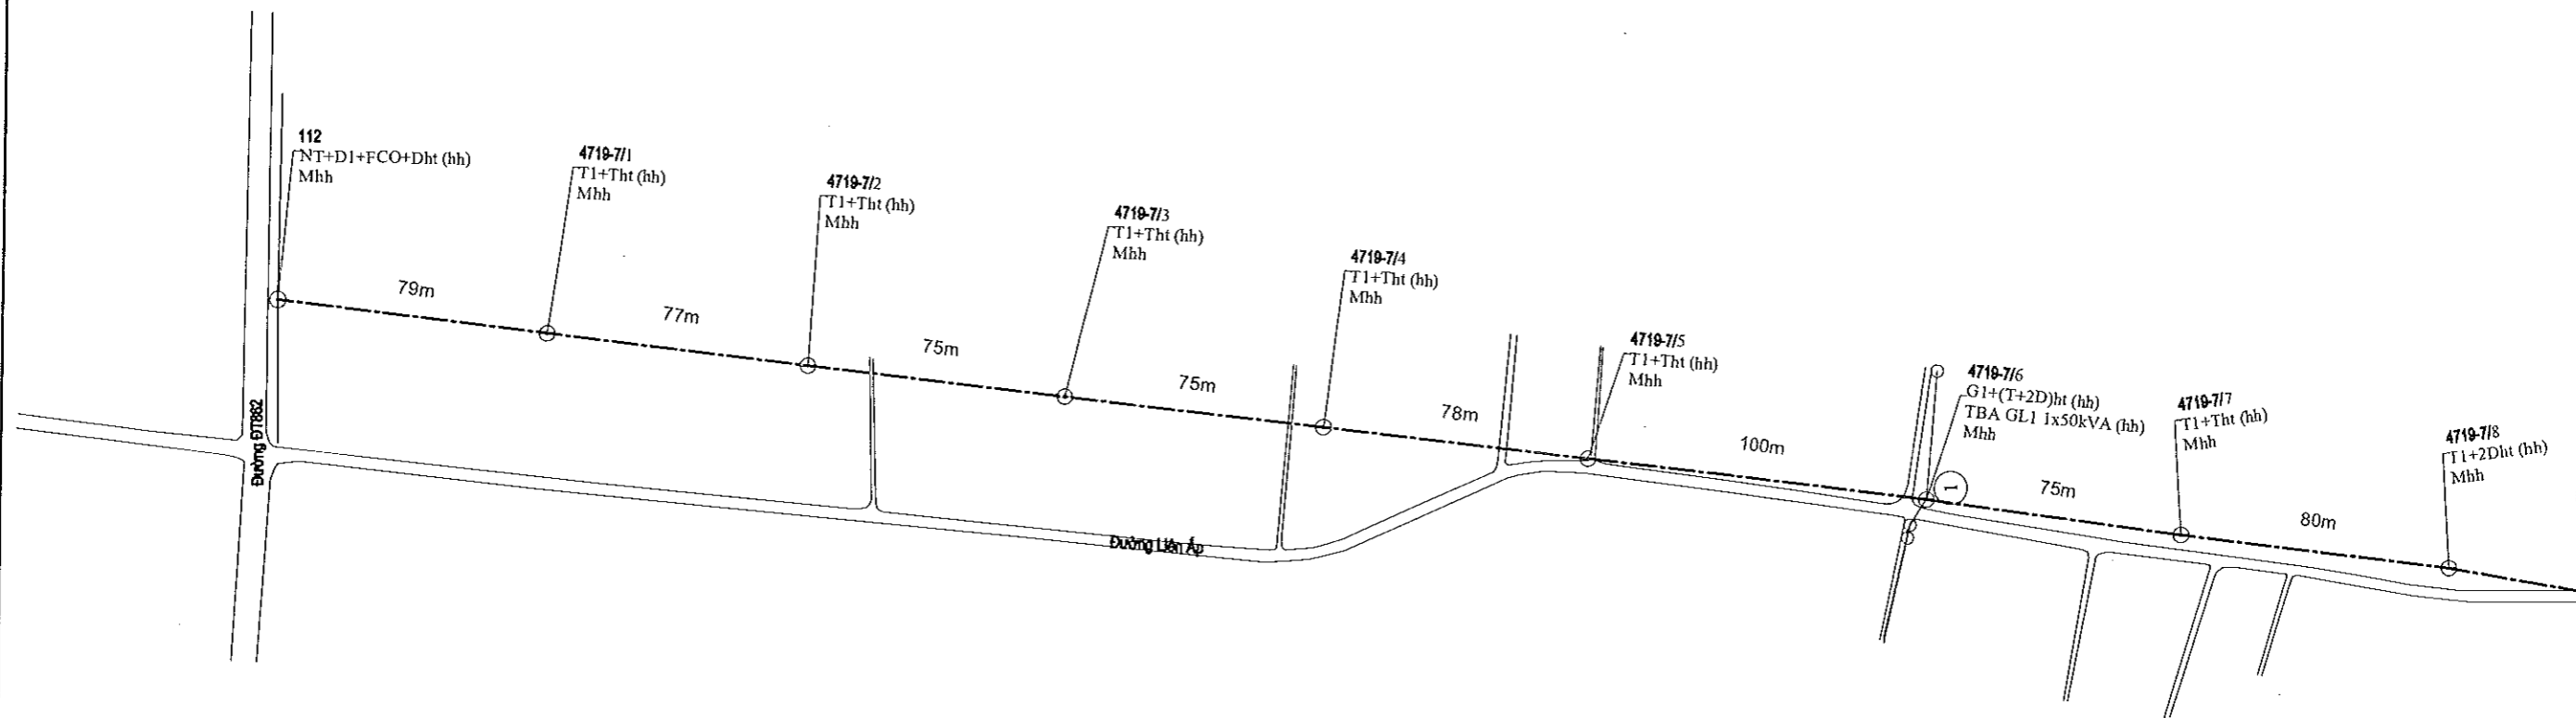 112
NT+D1+FCO+Dht (hh)
Mhh
4719-7/1
T1+Tht (hh)
Mhh
4719-7/2
T1+Tht (hh)
Mhh
4719-7/3
T1+Tht (hh)
Mhh
4719-7/4
T1+Tht (hh)
Mhh
4719-7/5
T1+Tht (hh)
Mhh
4719-7/6
G1+(T+2D)ht (hh)
TBA GL1 1x50kVA (hh)
Mhh
4719-7/7
T1+Tht (hh)
Mhh
4719-7/8
T1+2Dht (hh)
Mhh
79m
77m
75m
75m
78m
100m
1
75m
80m
Đường ĐT882
Đường Liên Ấp